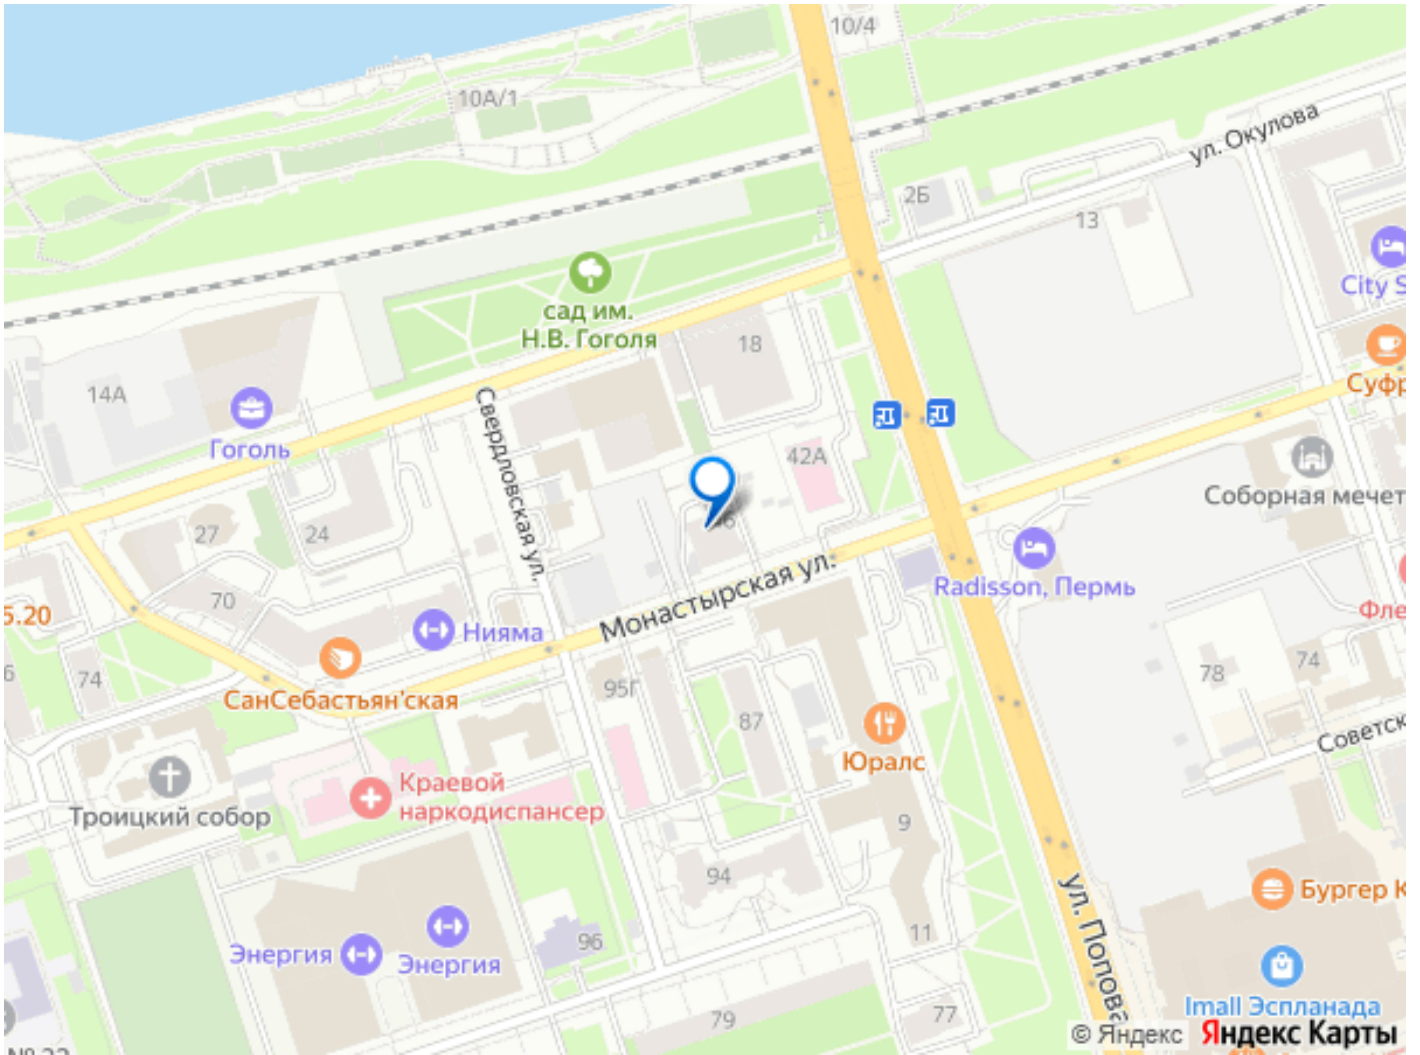 10/4
10А/1
ул. Окулова
2Б
13
City S
сад им.
Н.В. Гоголя
18
Суфр
14А
Гоголь
Свердловская ул.
42А
Соборная мечет
27
24
Radisson, Пермь
Монастырская ул.
70
5.20
Фле
Нияма
74
СанСебастьян'ская
95Г
78
74
87
Советск
Юралс
Краевой
наркодиспансер
Троицкий собор
9
94
ул. Попова
Бургер К
11
96
Энергия
Энергия
Imall Эспланада
79
77
© Яндекс Яндекс Карты